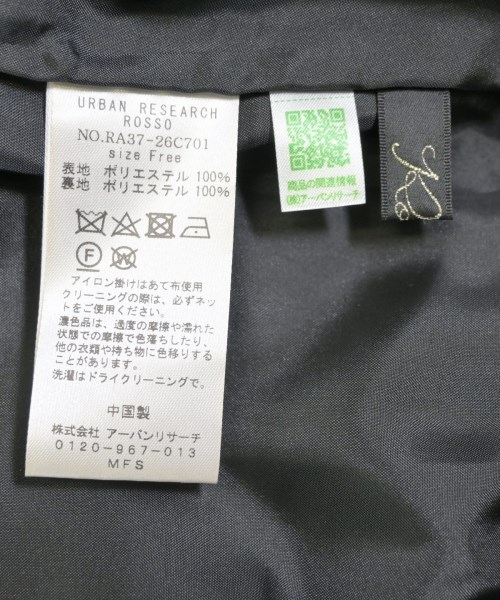 URBAN RESEARCH
ROSSO
NO.RA37-26C701
size Free
表地 ポリエステル 100%
裏地 ポリエステル 100%
アイロン掛けはあて布使用
クリーニングの際は、必ずネッ
トをご使用ください。
濃色品は、過度の摩擦や濡れた
状態での摩擦で色落ちしたり、
他の衣類や持ち物に色移りする
ことがあります。
洗濯はドライクリーニングで。
中国製
株式会社 アーバンリサーチ
0120-967-013
MFS
商品の関連情報
(株)アーバンリサーチ